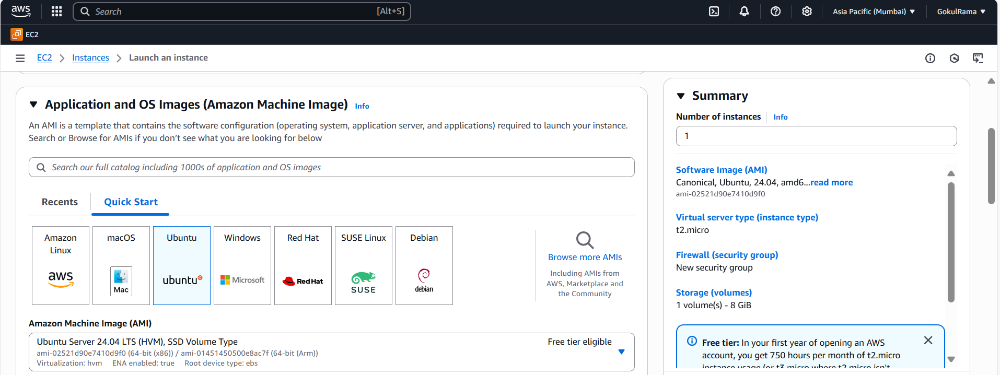 aws
Search [Alt+S]
Asia Pacific (Mumbai)
GokulRama
EC2
EC2
Instances
Launch an instance
Application and OS Images (Amazon Machine Image) Info
An AMI is a template that contains the software configuration (operating system, application server, and applications) required to launch your instance.
Search or Browse for AMIs if you don’t see what you are looking for below
Search our full catalog including 1000s of application and OS images
Recents
Quick Start
Amazon
Linux
aws
macOS
Mac
Ubuntu
ubuntu
Windows
Microsoft
Red Hat
Red Hat
SUSE Linux
SUSE
Debian
debian
Browse more AMIs
Including AMIs from
AWS, Marketplace and
the Community
Amazon Machine Image (AMI)
Ubuntu Server 24.04 LTS (HVM), SSD Volume Type
Free tier eligible
ami-02521d90e7410d9f0 (64-bit (x86)) / ami-01451450500e8ac7f (64-bit (Arm))
Virtualization: hvm ENA enabled: true Root device type: ebs
Summary
Number of instances
Info
1
Software Image (AMI)
Canonical, Ubuntu, 24.04, amd6...read more
ami-02521d90e7410d9f0
Virtual server type (instance type)
t2.micro
Firewall (security group)
New security group
Storage (volumes)
1 volume(s) - 8 GiB
Free tier: In your first year of opening an AWS
account, you get 750 hours per month of t2.micro
instance usage (or t3.micro where t2.micro isn't